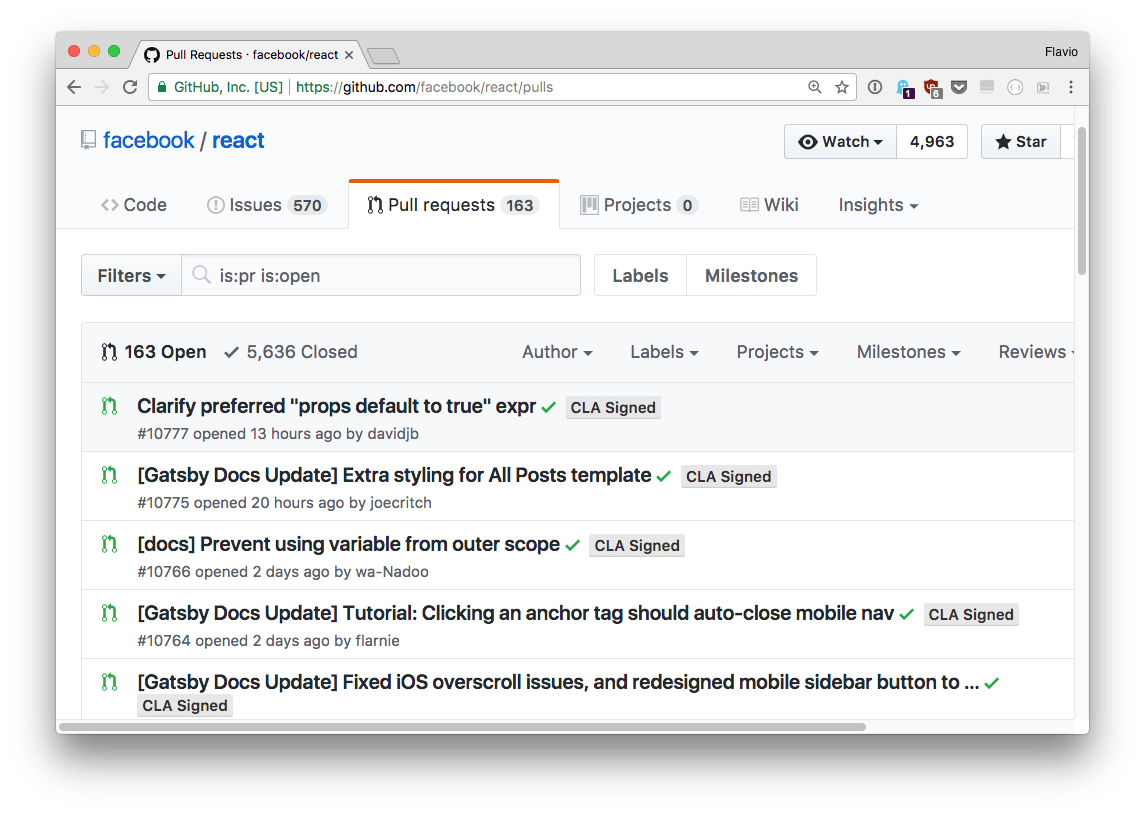 Pull Requests · facebook/react
Flavio
GitHub, Inc. [US] https://github.com/facebook/react/pulls
1 6
facebook / react
Watch 4,963 Star
Code Issues 570 Pull requests 163 Projects 0 Wiki Insights
Filters is:pr is:open Labels Milestones
163 Open 5,636 Closed Author Labels Projects Milestones Reviews
Clarify preferred "props default to true" expr CLA Signed
#10777 opened 13 hours ago by davidjb
[Gatsby Docs Update] Extra styling for All Posts template CLA Signed
#10775 opened 20 hours ago by joecritch
[docs] Prevent using variable from outer scope CLA Signed
#10766 opened 2 days ago by wa-Nadoo
[Gatsby Docs Update] Tutorial: Clicking an anchor tag should auto-close mobile nav CLA Signed
#10764 opened 2 days ago by flarnie
[Gatsby Docs Update] Fixed iOS overscroll issues, and redesigned mobile sidebar button to ...
CLA Signed